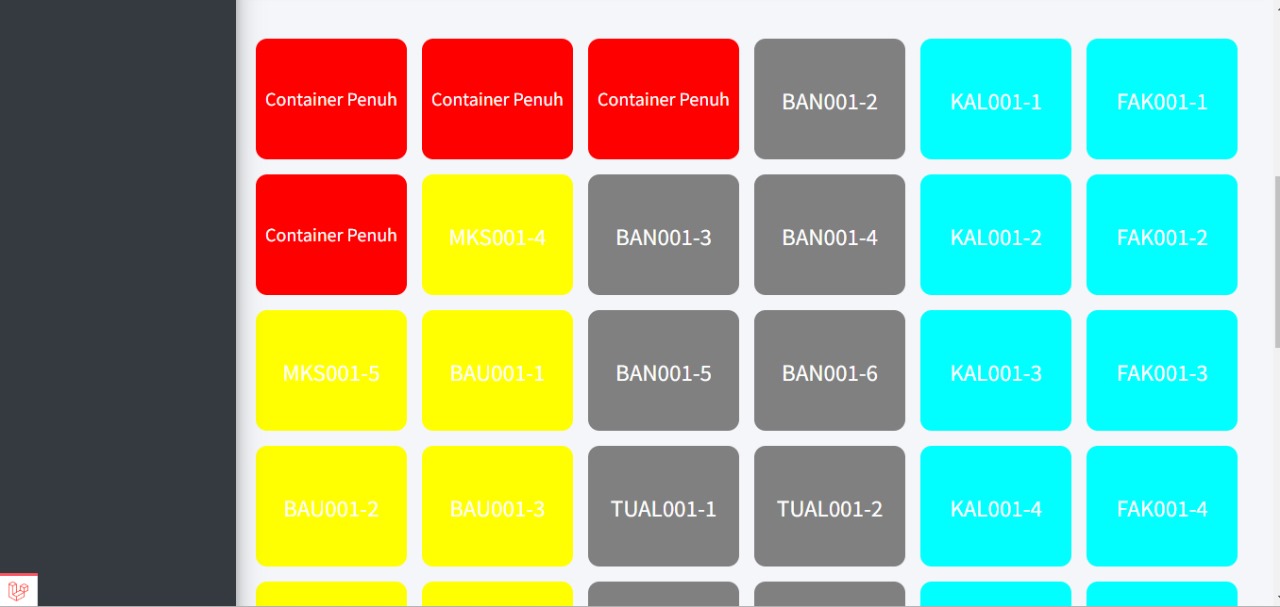 Container Penuh
Container Penuh
Container Penuh
BAN001-2
KAL001-1
FAK001-1
Container Penuh
MKS001-4
BAN001-3
BAN001-4
KAL001-2
FAK001-2
MKS001-5
BAU001-1
BAN001-5
BAN001-6
KAL001-3
FAK001-3
BAU001-2
BAU001-3
TUAL001-1
TUAL001-2
KAL001-4
FAK001-4